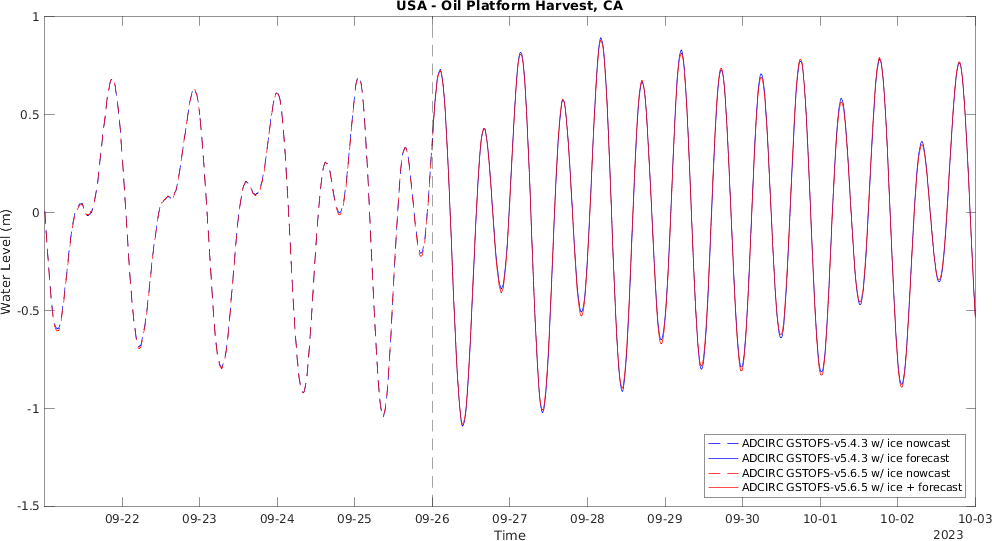 USA - Oil Platform Harvest, CA
1
0.5
0
-0.5
-1
-1.5
Water Level (m)
09-22 09-23 09-24 09-25 09-26 09-27 09-28 09-29 09-30 10-01 10-02 10-03
Time
2023
ADCIRC GSTOFS-v5.4.3 w/ ice nowcast
ADCIRC GSTOFS-v5.4.3 w/ ice forecast
ADCIRC GSTOFS-v5.6.5 w/ ice nowcast
ADCIRC GSTOFS-v5.6.5 w/ ice + forecast